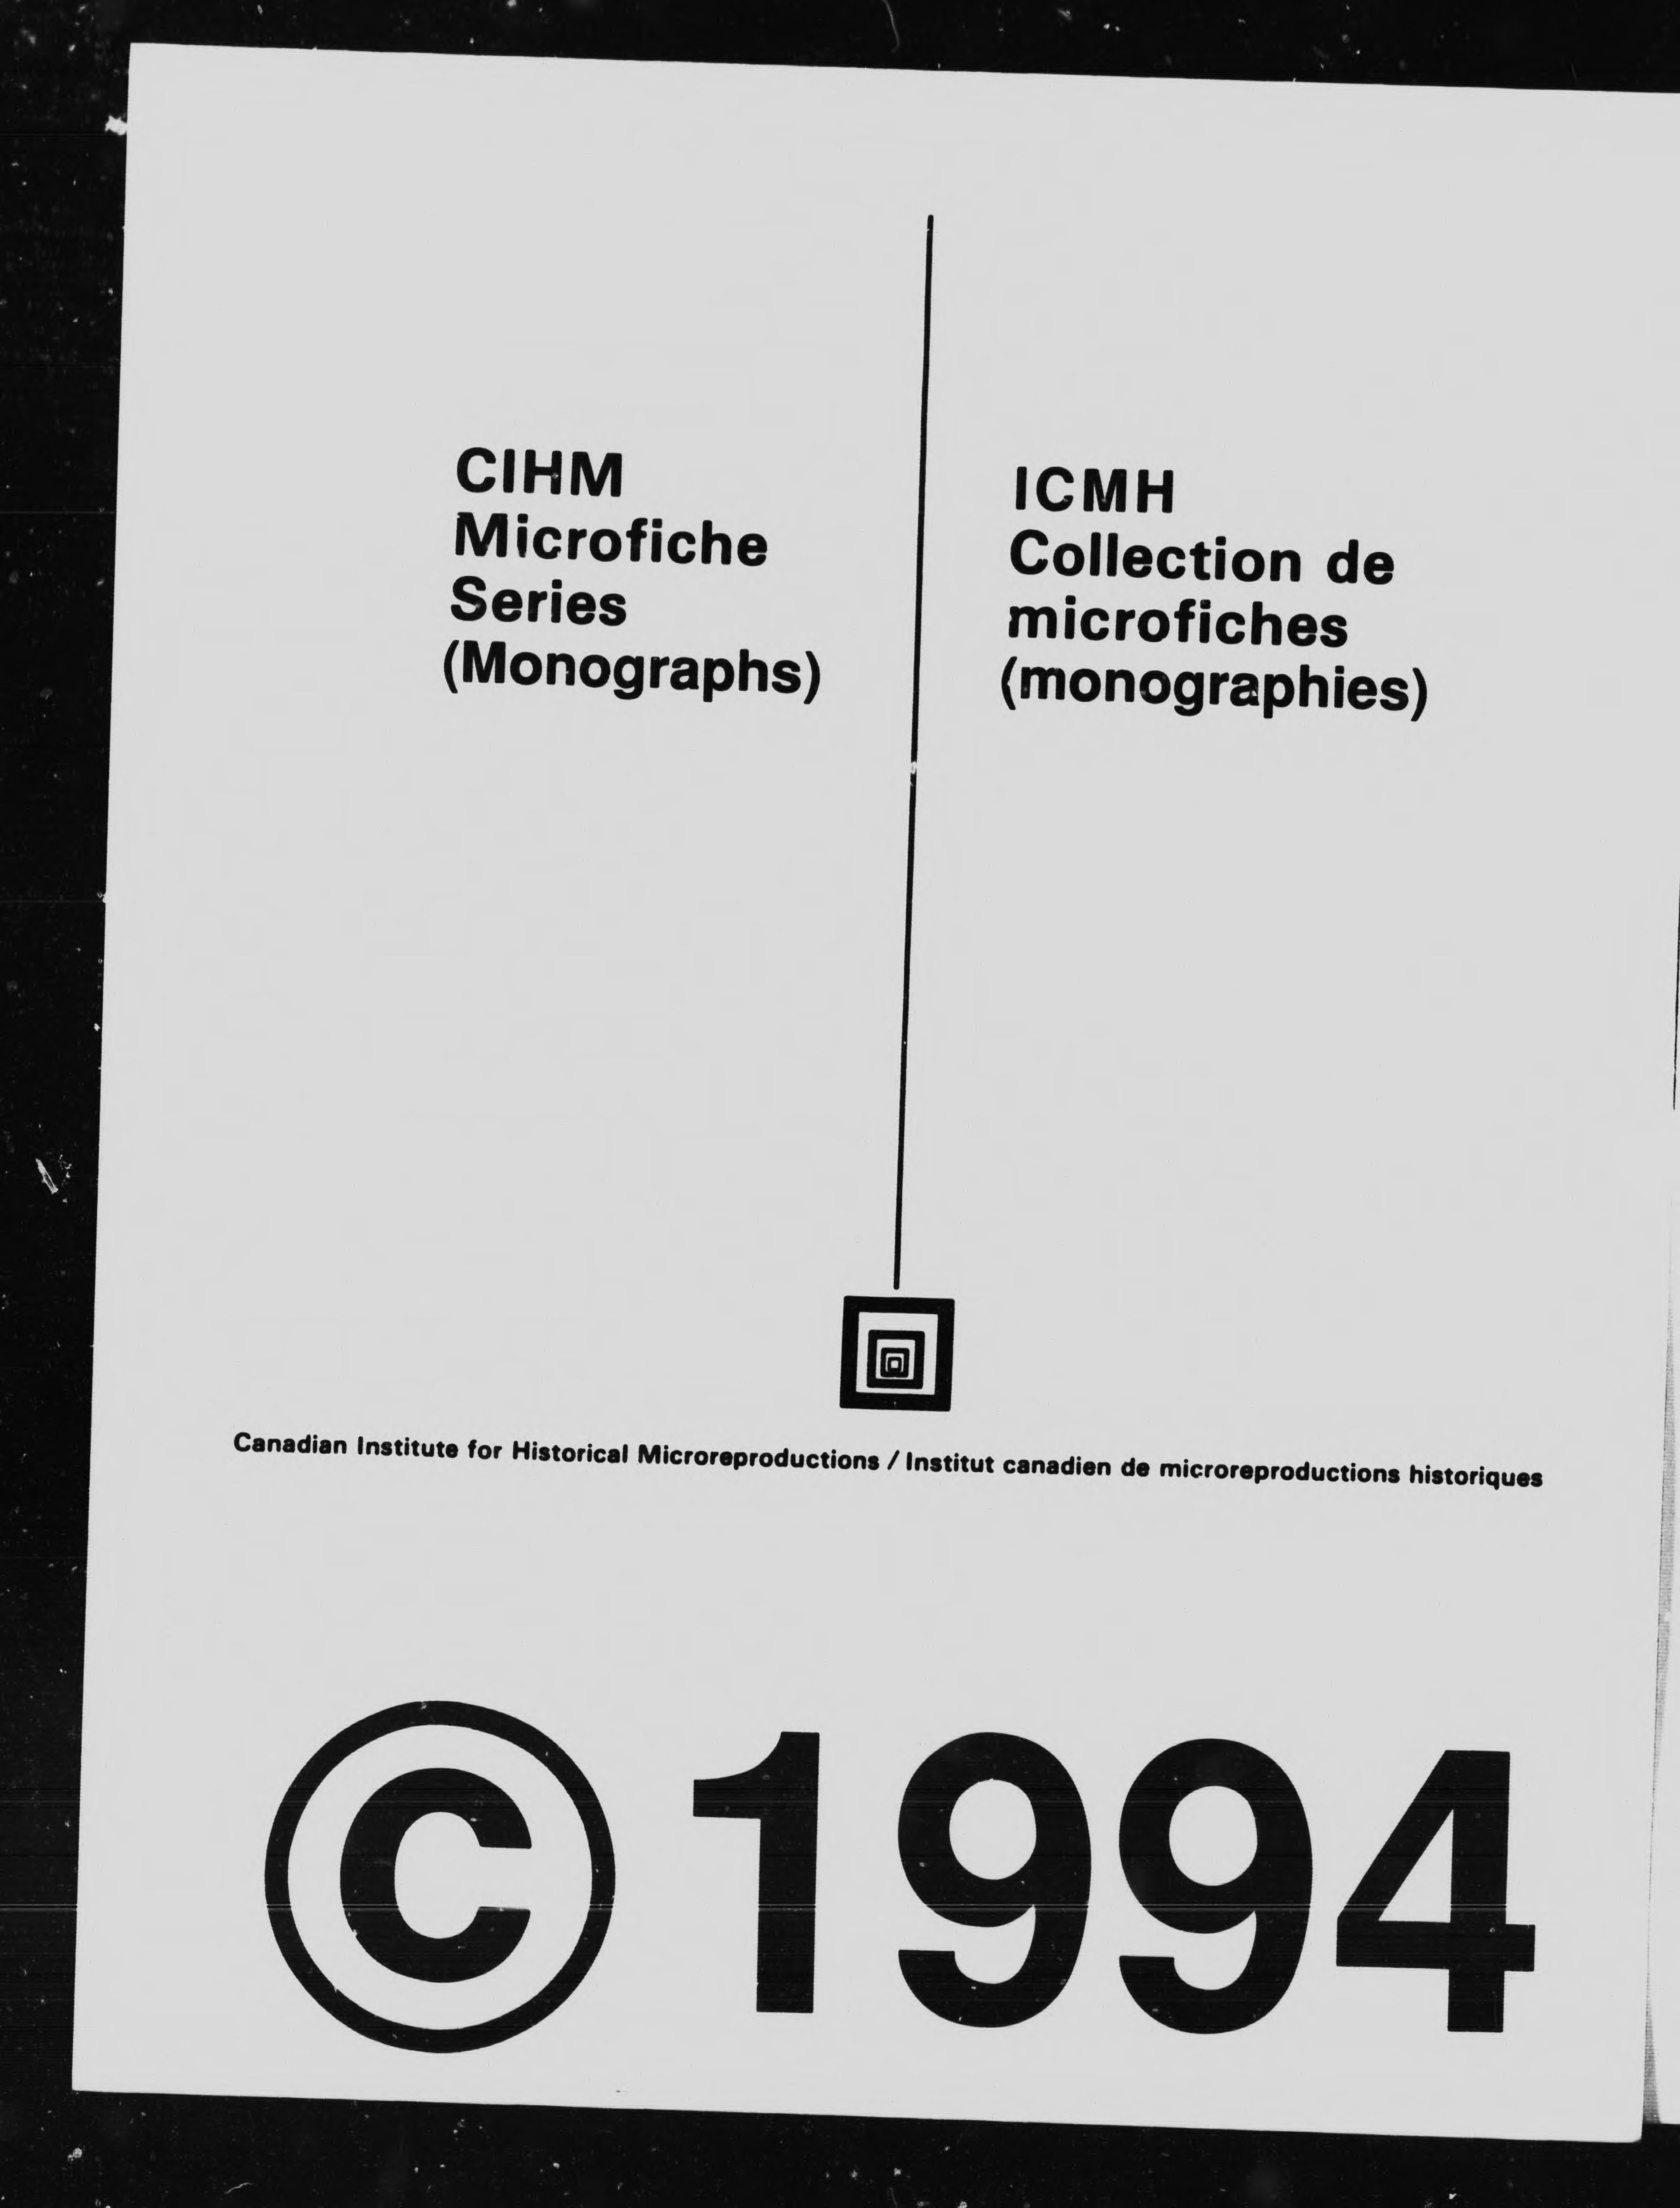 CIHM
Microfiche
Series
(Monographs)
ICMH
Collection de
microfiches
(monographies)
Canadian Institute for Historical Microreproductions / Institut canadien de microreproductions historiques
©1994